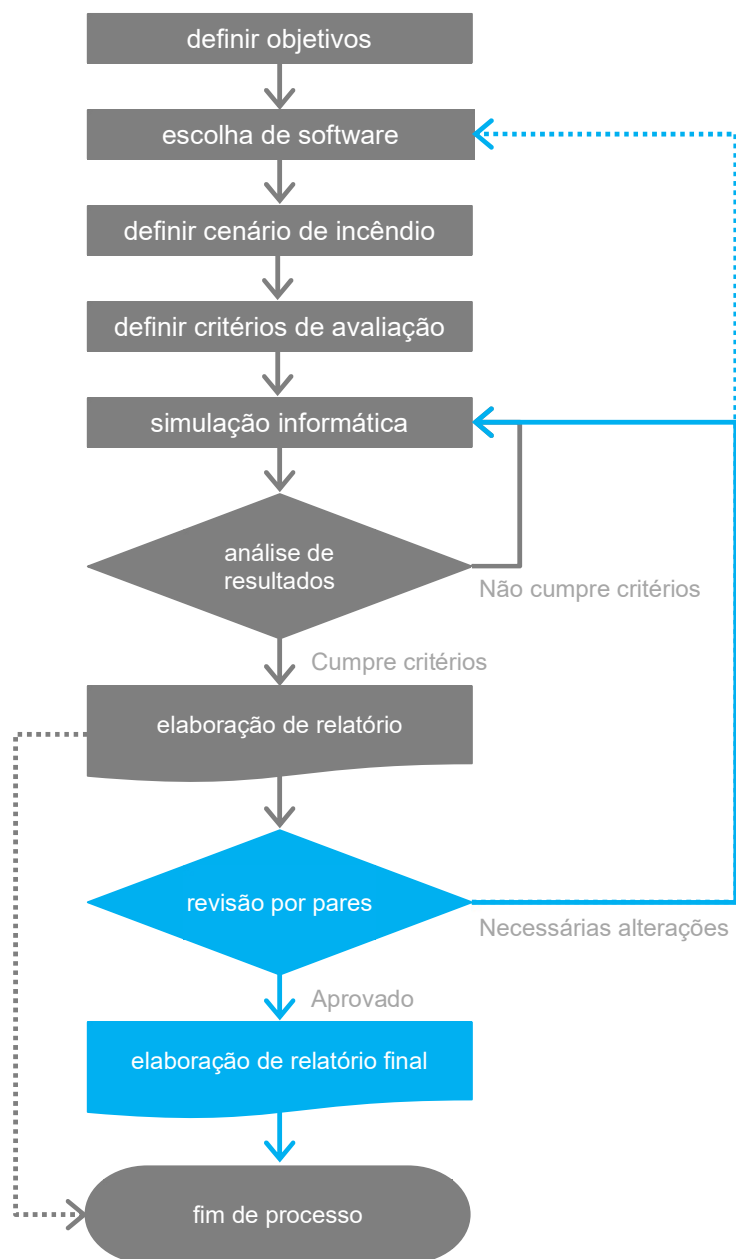 definir objetivos
escolha de software
definir cenário de incêndio
definir critérios de avaliação
simulação informática
análise de
resultados
Não cumpre critérios
Cumpre critérios
elaboração de relatório
revisão por pares
Necessárias alterações
Aprovado
elaboração de relatório final
fim de processo